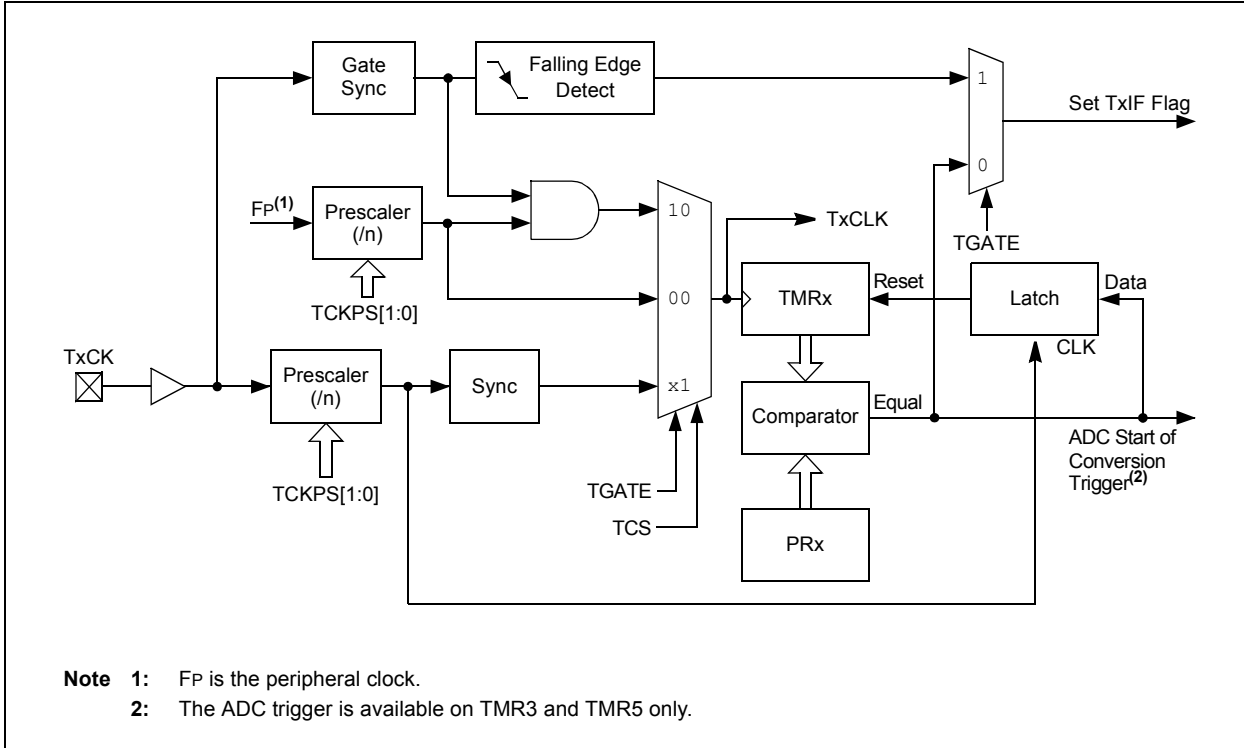 Gate
Sync
Falling Edge
Detect
1
Set TxIF Flag
0
FP(1)
Prescaler
(/n)
10
TxCLK
TGATE
TCKPS[1:0]
00
TMRx
Reset
Latch
Data
CLK
TxCK
Prescaler
(/n)
Sync
x1
Comparator
Equal
ADC Start of
Conversion
Trigger(2)
TCKPS[1:0]
TGATE
TCS
PRx
Note 1: FP is the peripheral clock.
2: The ADC trigger is available on TMR3 and TMR5 only.